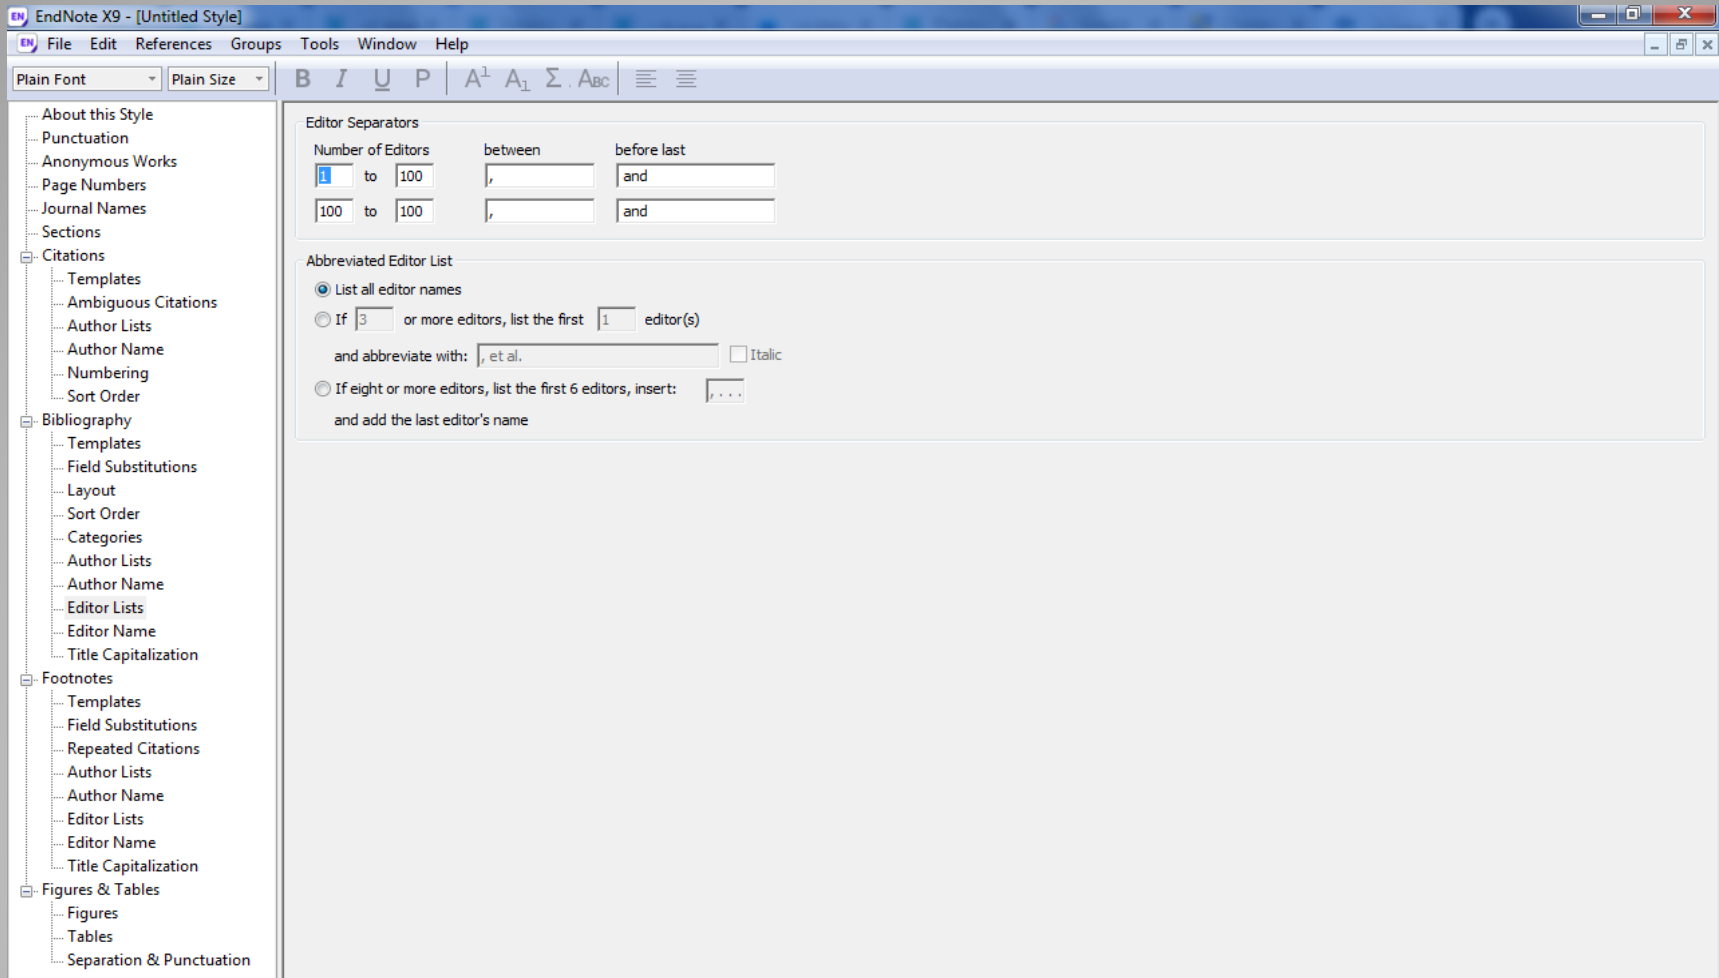 EN EndNote X9 - [Untitled Style]
EN File Edit References Groups Tools Window Help
Plain Font Plain Size B I U P A1 A1 Σ ABC
About this Style
Punctuation
Anonymous Works
Page Numbers
Journal Names
Sections
Citations
Templates
Ambiguous Citations
Author Lists
Author Name
Numbering
Sort Order
Bibliography
Templates
Field Substitutions
Layout
Sort Order
Categories
Author Lists
Author Name
Editor Lists
Editor Name
Title Capitalization
Footnotes
Templates
Field Substitutions
Repeated Citations
Author Lists
Author Name
Editor Lists
Editor Name
Title Capitalization
Figures & Tables
Figures
Tables
Separation & Punctuation
Editor Separators
Number of Editors between before last
1 to 100 , and
100 to 100 , and
Abbreviated Editor List
List all editor names
If 3 or more editors, list the first 1 editor(s)
and abbreviate with: , et al. Italic
If eight or more editors, list the first 6 editors, insert: , . . .
and add the last editor's name